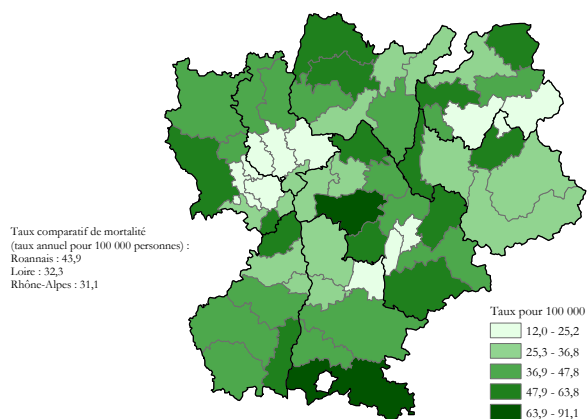 Taux comparatif de mortalité
(taux annuel pour 100 000 personnes) :
Roannais : 43,9
Loire : 32,3
Rhône-Alpes : 31,1
Taux pour 100 000
12,0 - 25,2
25,3 - 36,8
36,9 - 47,8
47,9 - 63,8
63,9 - 91,1